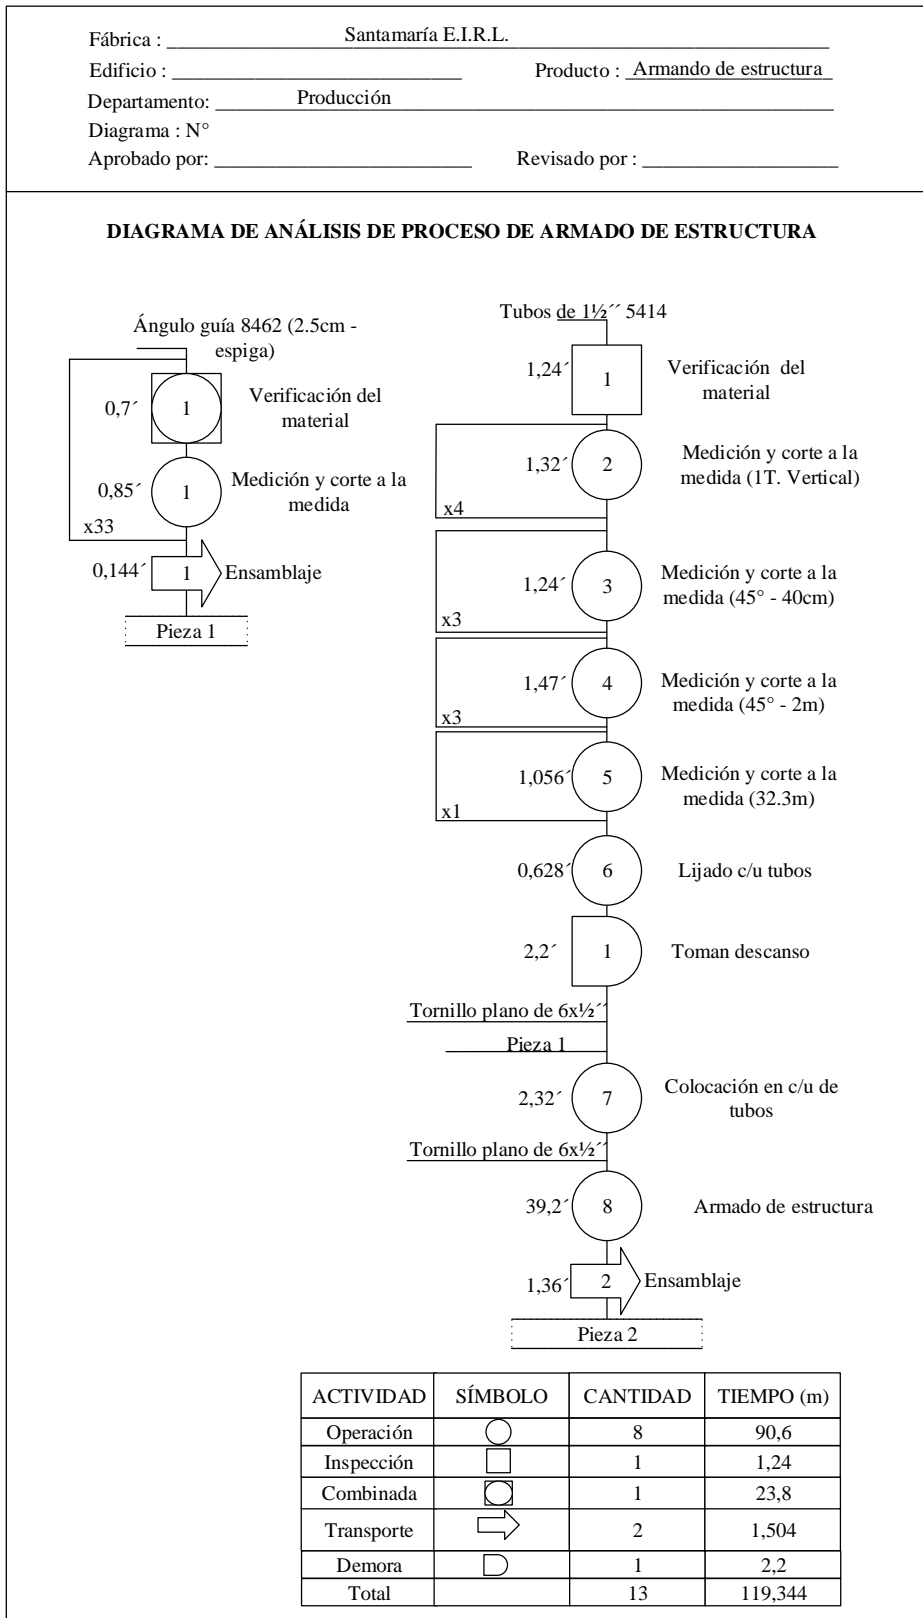 Fábrica : Santamaría E.I.R.L.
Edificio : Producto : Armando de estructura
Departamento: Producción
Diagrama : N°
Aprobado por: Revisado por :
DIAGRAMA DE ANÁLISIS DE PROCESO DE ARMADO DE ESTRUCTURA
Ángulo guía 8462 (2.5cm -
espiga)
0,7´ 1 Verificación del
material
0,85´ 1 Medición y corte a la
medida
x33
0,144´ 1 Ensamblaje
Pieza 1
Tubos de 1½´´ 5414
1,24´ 1 Verificación del
material
1,32´ 2 Medición y corte a la
medida (1T. Vertical)
x4
1,24´ 3 Medición y corte a la
medida (45° - 40cm)
x3
1,47´ 4 Medición y corte a la
medida (45° - 2m)
x3
1,056´ 5 Medición y corte a la
medida (32.3m)
x1
0,628´ 6 Lijado c/u tubos
2,2´ 1 Toman descanso
Tornillo plano de 6x½´´
Pieza 1
2,32´ 7 Colocación en c/u de
tubos
Tornillo plano de 6x½´´
39,2´ 8 Armado de estructura
1,36´ 2 Ensamblaje
Pieza 2
ACTIVIDAD SÍMBOLO CANTIDAD TIEMPO (m)
Operación 8 90,6
Inspección 1 1,24
Combinada 1 23,8
Transporte 2 1,504
Demora 1 2,2
Total 13 119,344